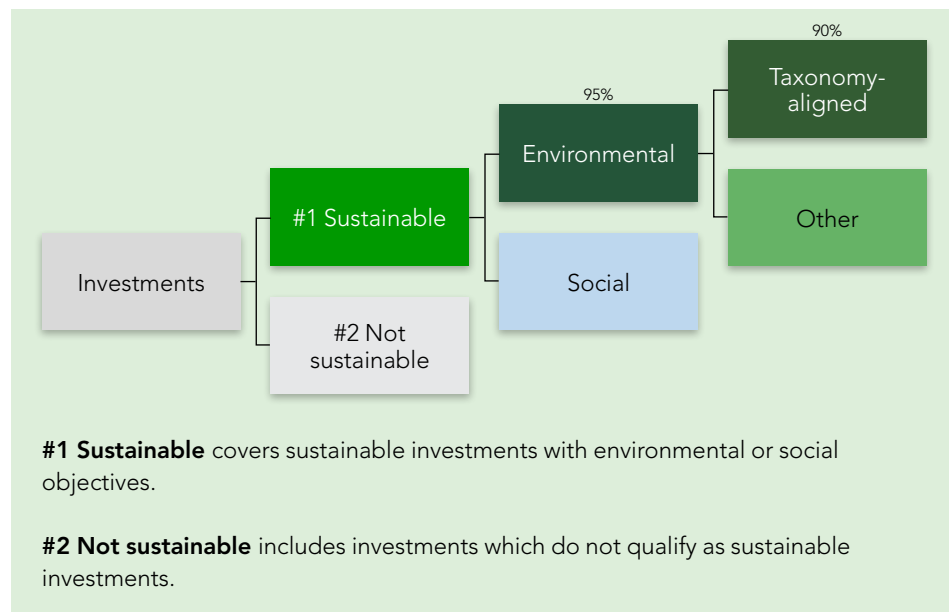 90%
Taxonomy-
aligned
95%
Environmental
#1 Sustainable
Other
Investments
Social
#2 Not
sustainable
#1 Sustainable covers sustainable investments with environmental or social
objectives.
#2 Not sustainable includes investments which do not qualify as sustainable
investments.